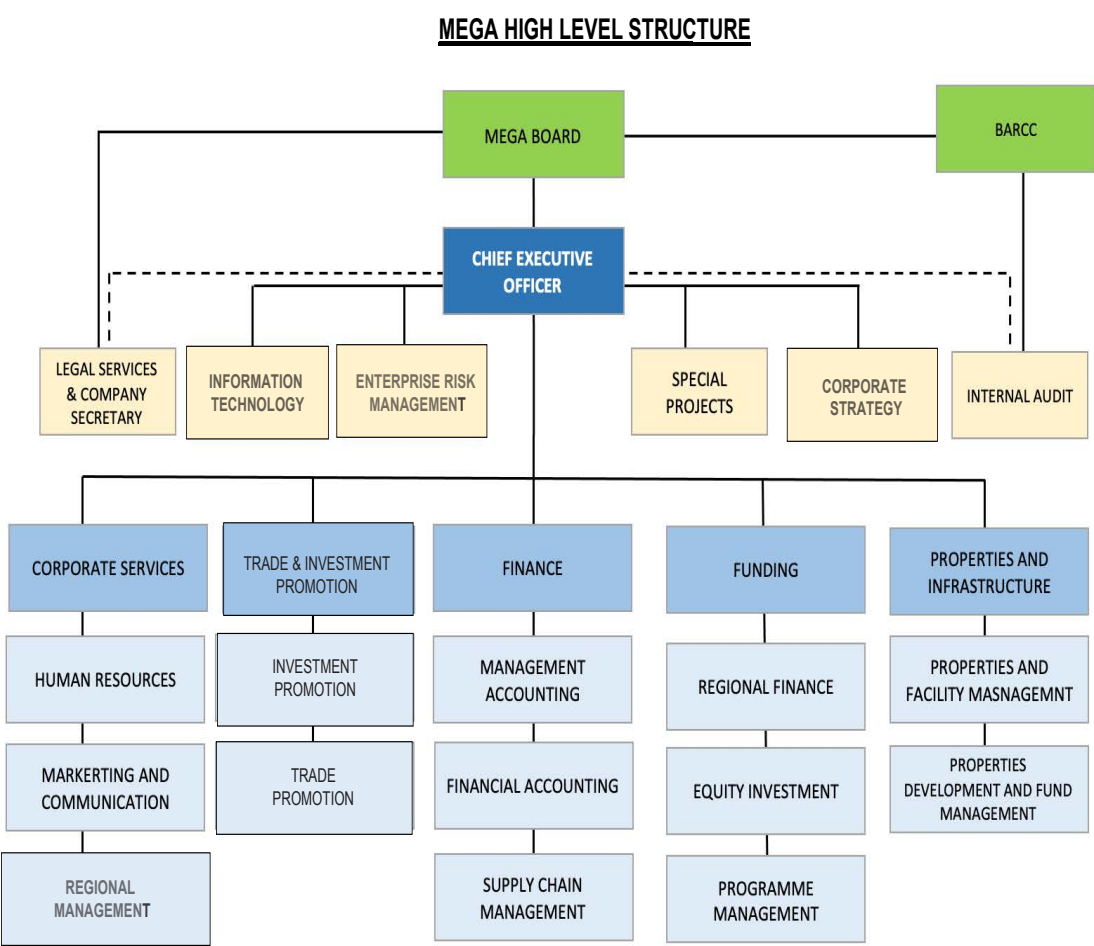 MEGA HIGH LEVEL STRUCTURE
MEGA BOARD
BARCC
CHIEF EXECUTIVE
OFFICER
LEGAL SERVICES
& COMPANY
SECRETARY
INFORMATION
TECHNOLOGY
ENTERPRISE RISK
MANAGEMENT
SPECIAL
PROJECTS
CORPORATE
STRATEGY
INTERNAL AUDIT
CORPORATE SERVICES
TRADE & INVESTMENT
PROMOTION
FINANCE
FUNDING
PROPERTIES AND
INFRASTRUCTURE
HUMAN RESOURCES
INVESTMENT
PROMOTION
MANAGEMENT
ACCOUNTING
REGIONAL FINANCE
PROPERTIES AND
FACILITY MASNAGEMNT
MARKERTING AND
COMMUNICATION
TRADE
PROMOTION
FINANCIAL ACCOUNTING
EQUITY INVESTMENT
PROPERTIES
DEVELOPMENT AND FUND
MANAGEMENT
REGIONAL
MANAGEMENT
SUPPLY CHAIN
MANAGEMENT
PROGRAMME
MANAGEMENT